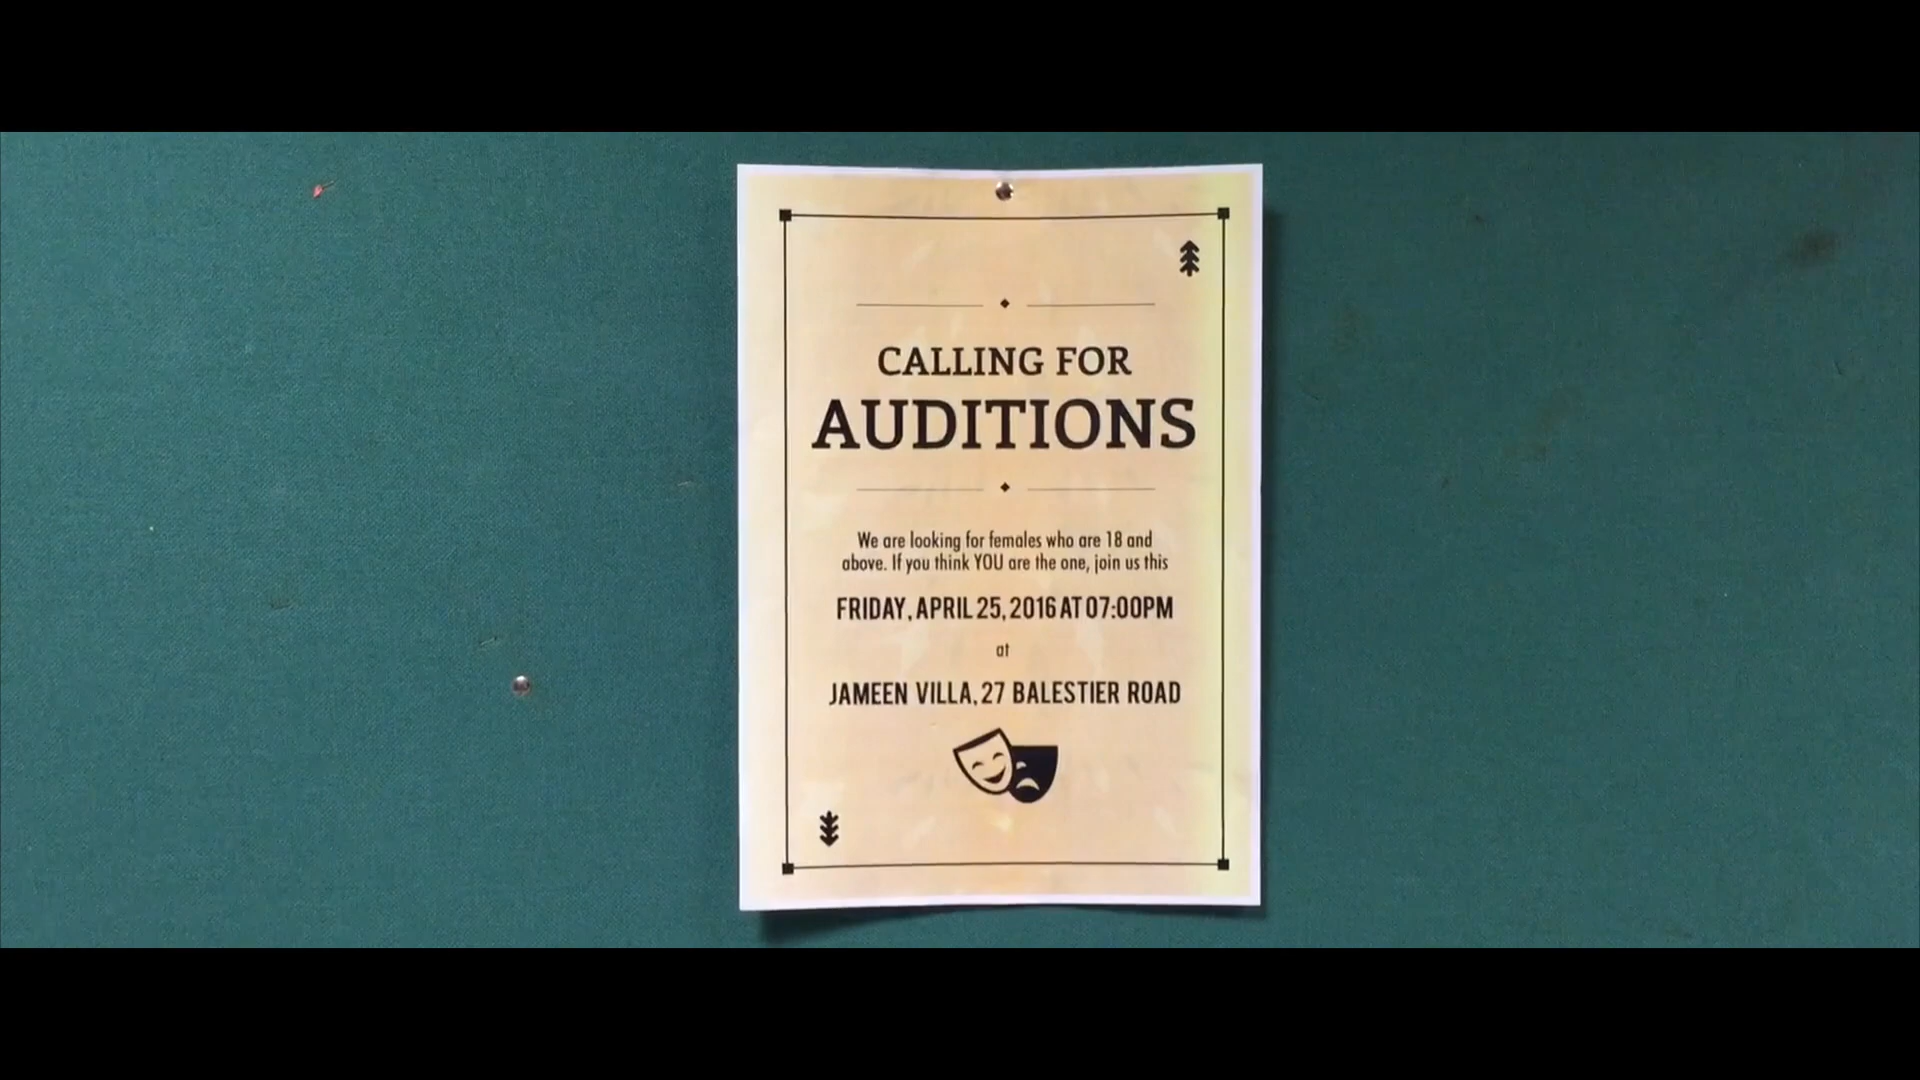 CALLING FOR
AUDITIONS
We are looking for females who are 18 and
above. If you think YOU are the one, join us this
FRIDAY, APRIL 25, 2016 AT 07:00PM
at
JAMEEN VILLA, 27 BALESTIER ROAD